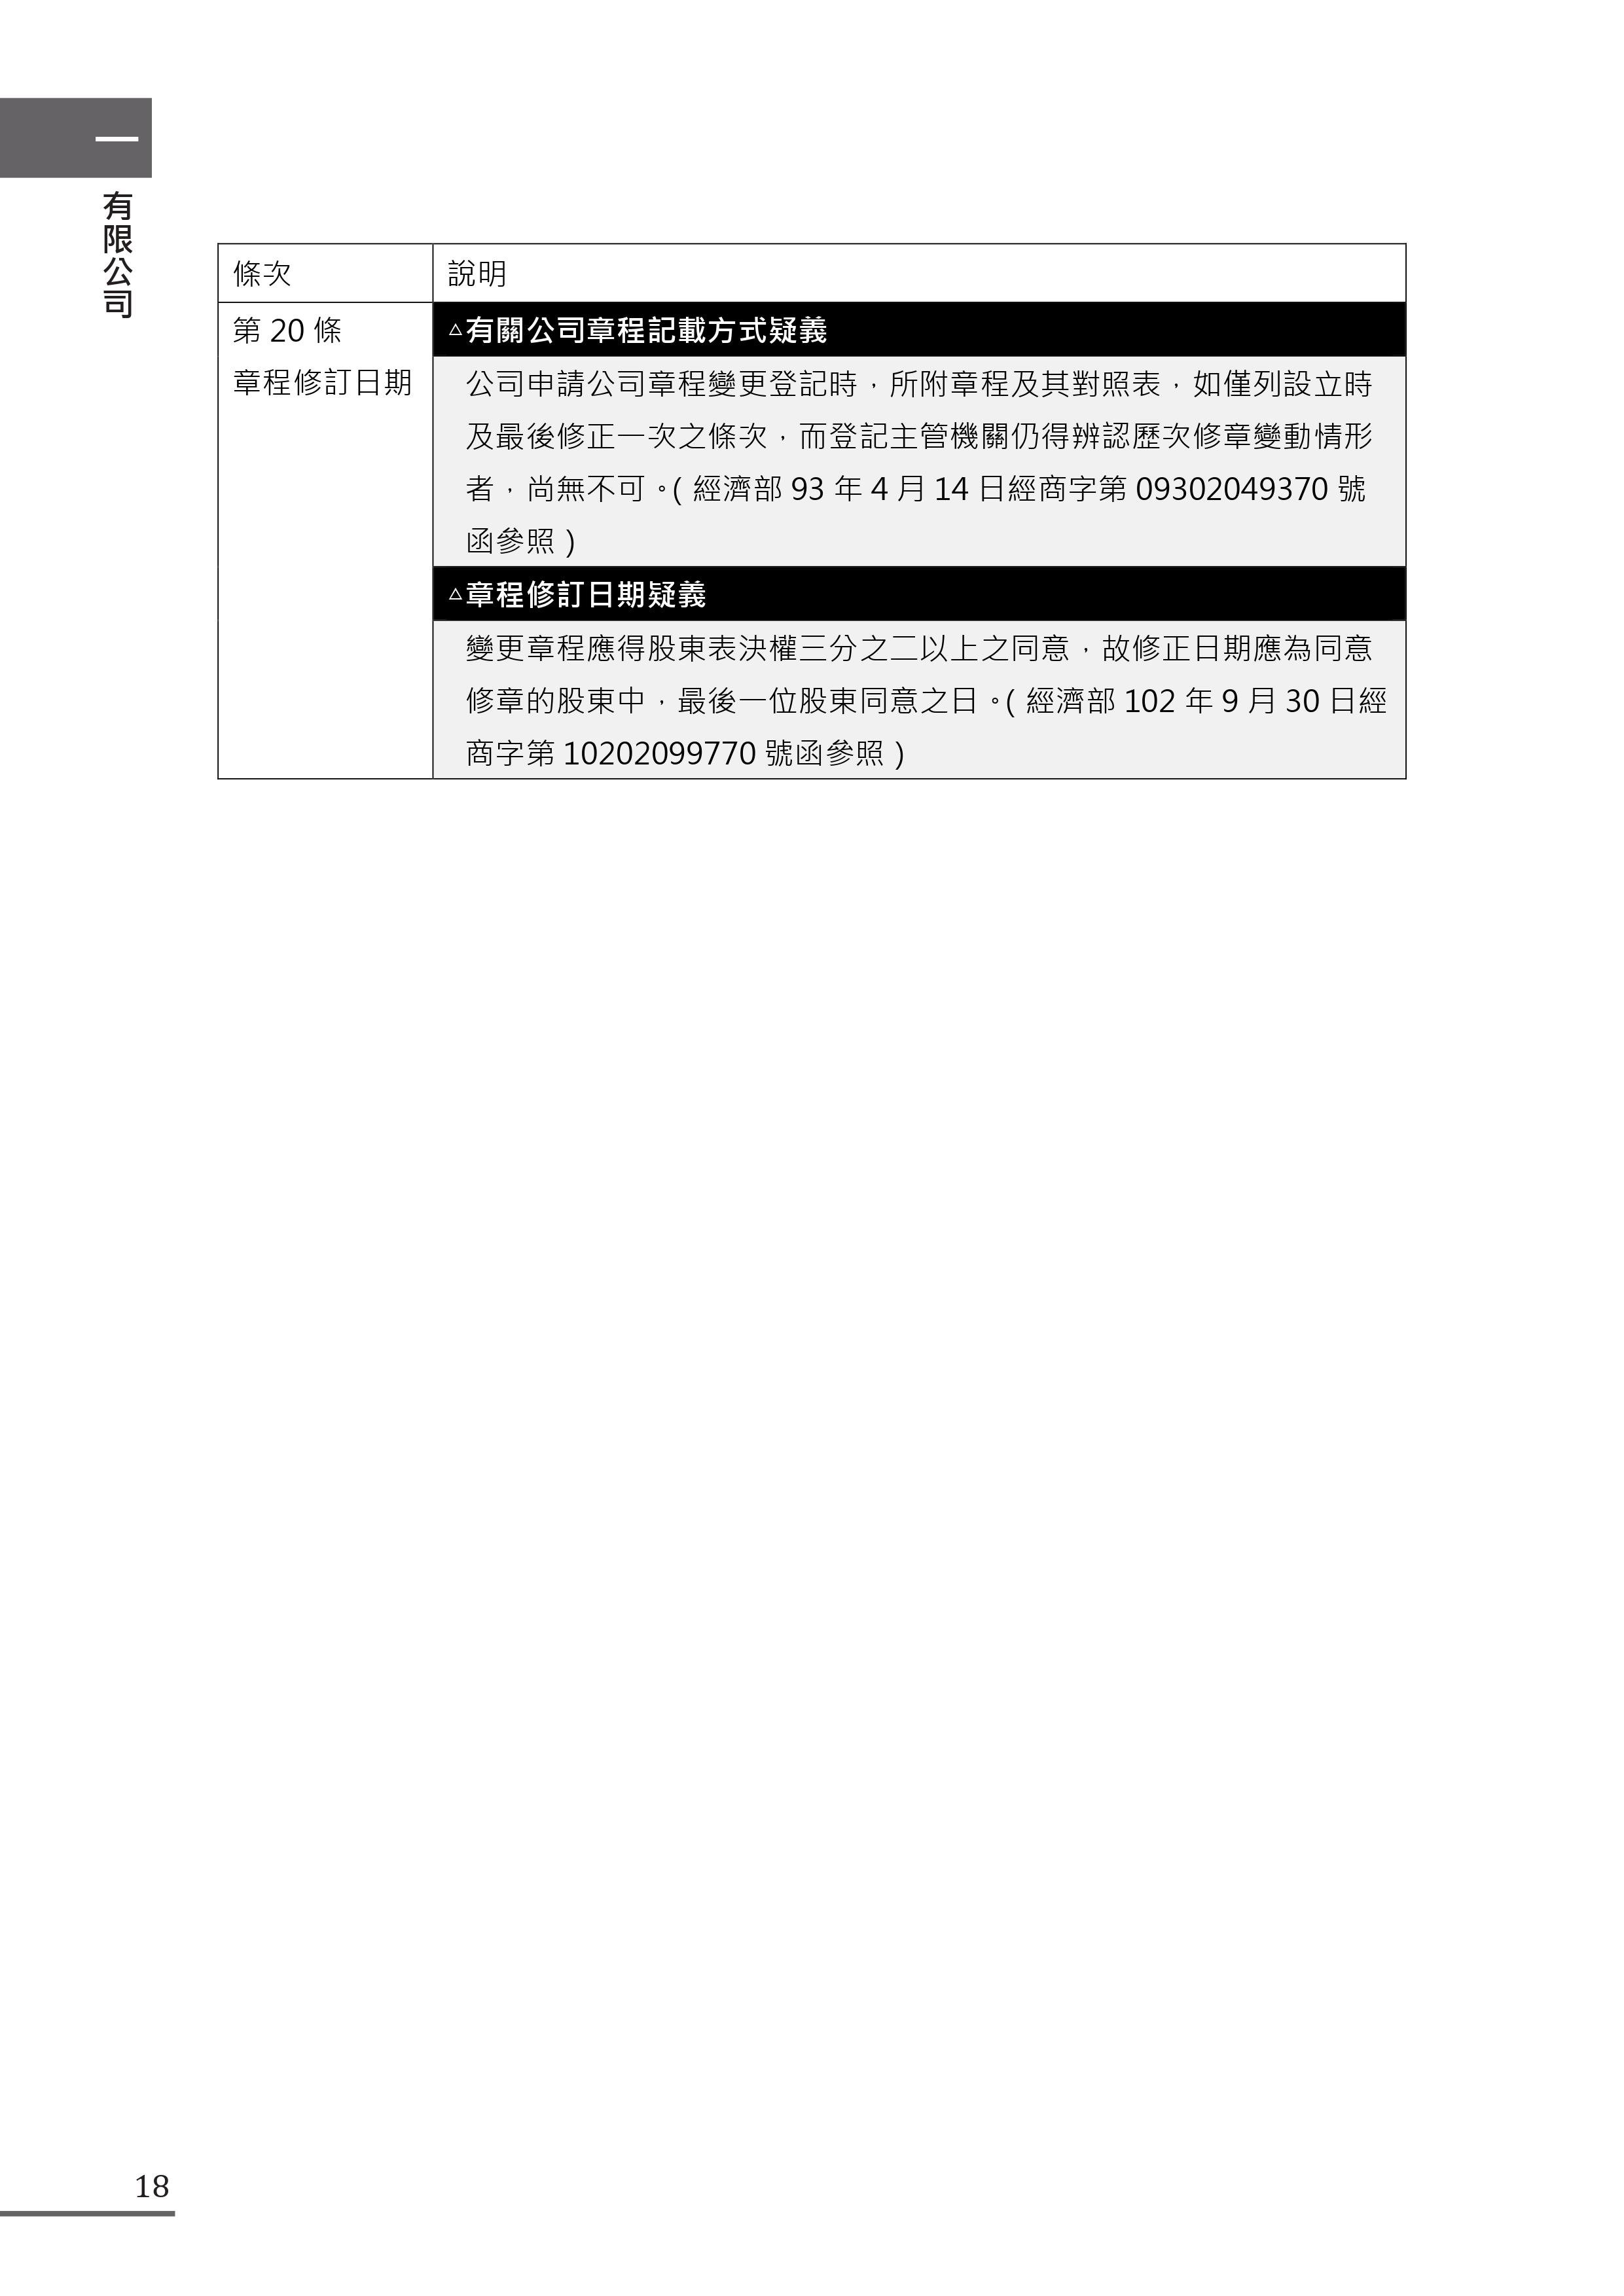 一
有限公司
條次
說明
第 20 條
章程修訂日期
△有關公司章程記載方式疑義
公司申請公司章程變更登記時，所附章程及其對照表，如僅列設立時
及最後修正一次之條次，而登記主管機關仍得辨認歷次修章變動情形
者，尚無不可。( 經濟部 93 年 4 月 14 日經商字第 09302049370 號
函參照 )
△章程修訂日期疑義
變更章程應得股東表決權三分之二以上之同意，故修正日期應為同意
修章的股東中，最後一位股東同意之日。( 經濟部 102 年 9 月 30 日經
商字第 10202099770 號函參照 )
18